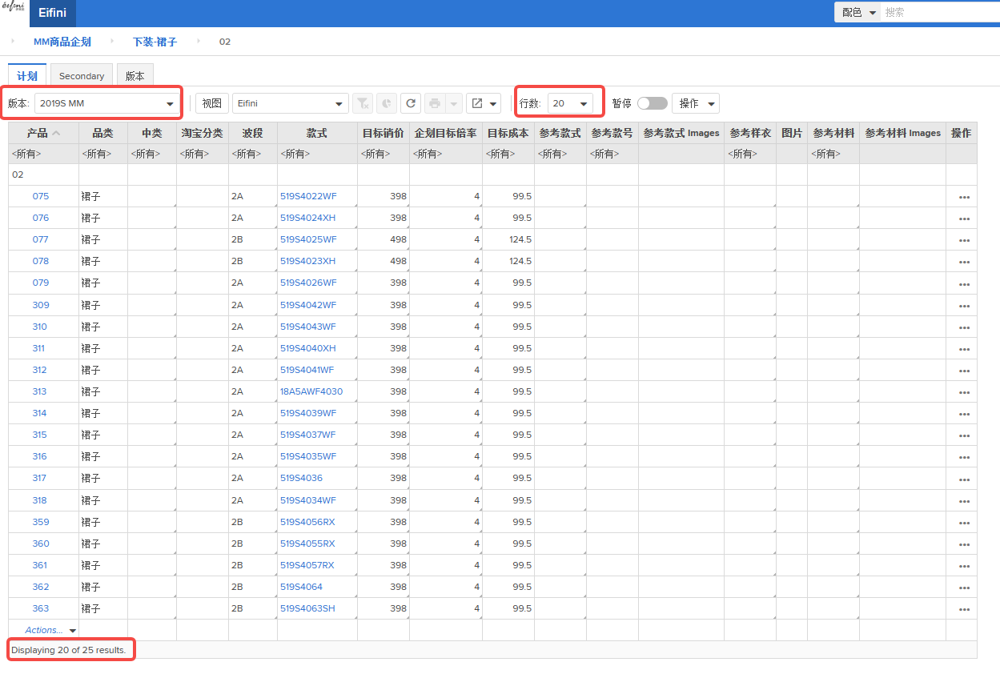 éifini Eifini 配色 搜索
MM商品企划 下装-裙子 02
计划 Secondary 版本
版本: 2019S MM 视图 Eifini 行数: 20 暂停 操作
产品 品类 中类 淘宝分类 波段 款式 目标销价 企划目标倍率 目标成本 参考款式 参考款号 参考款式 Images 参考样衣 图片 参考材料 参考材料 Images 操作
<所有> <所有> <所有> <所有> <所有> <所有> <所有> <所有> <所有> <所有> <所有> <所有> <所有>
02
075 裙子 2A 519S4022WF 398 4 99.5 •••
076 裙子 2A 519S4024XH 398 4 99.5 •••
077 裙子 2B 519S4025WF 498 4 124.5 •••
078 裙子 2B 519S4023XH 498 4 124.5 •••
079 裙子 2A 519S4026WF 398 4 99.5 •••
309 裙子 2A 519S4042WF 398 4 99.5 •••
310 裙子 2A 519S4043WF 398 4 99.5 •••
311 裙子 2A 519S4040XH 398 4 99.5 •••
312 裙子 2A 519S4041WF 398 4 99.5 •••
313 裙子 2A 18A5AWF4030 398 4 99.5 •••
314 裙子 2A 519S4039WF 398 4 99.5 •••
315 裙子 2A 519S4037WF 398 4 99.5 •••
316 裙子 2A 519S4035WF 398 4 99.5 •••
317 裙子 2A 519S4036 398 4 99.5 •••
318 裙子 2A 519S4034WF 398 4 99.5 •••
359 裙子 2B 519S4056RX 398 4 99.5 •••
360 裙子 2B 519S4055RX 398 4 99.5 •••
361 裙子 2B 519S4057RX 398 4 99.5 •••
362 裙子 2B 519S4064 398 4 99.5 •••
363 裙子 2B 519S4063SH 398 4 99.5 •••
Actions...
Displaying 20 of 25 results.